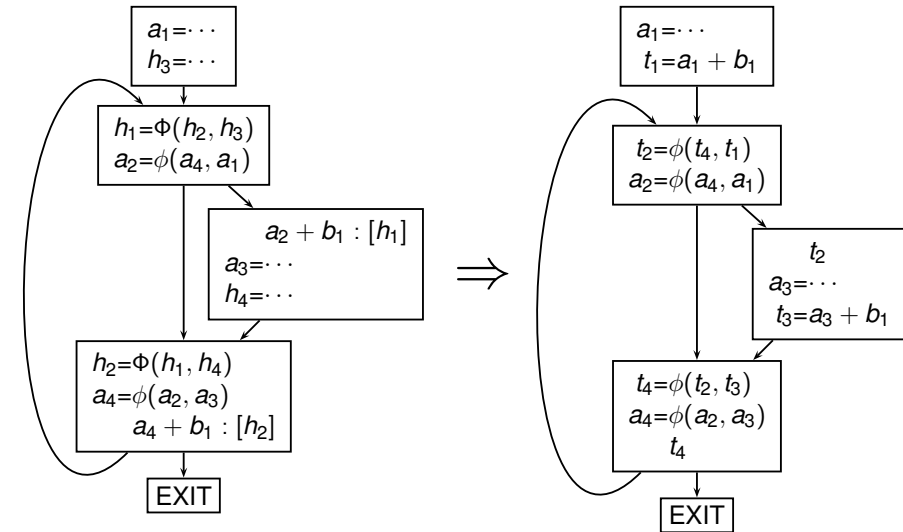 a₁=⋯
h₃=⋯
h₁=Φ(h₂, h₃)
a₂=ϕ(a₄, a₁)
a₂ + b₁ : [h₁]
a₃=⋯
h₄=⋯
h₂=Φ(h₁, h₄)
a₄=ϕ(a₂, a₃)
a₄ + b₁ : [h₂]
EXIT
⇒
a₁=⋯
t₁=a₁ + b₁
t₂=ϕ(t₄, t₁)
a₂=ϕ(a₄, a₁)
t₂
a₃=⋯
t₃=a₃ + b₁
t₄=ϕ(t₂, t₃)
a₄=ϕ(a₂, a₃)
t₄
EXIT